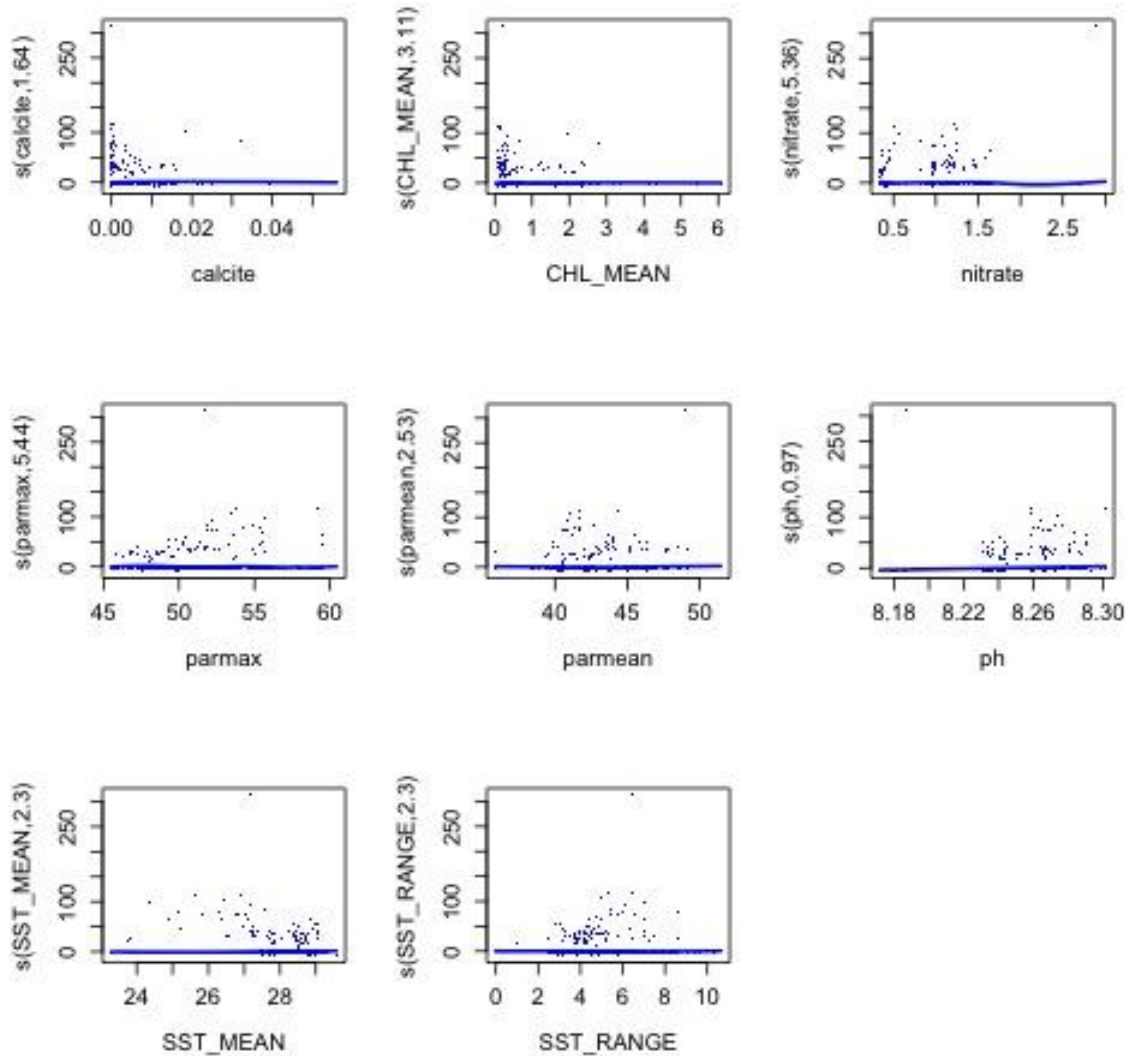 s(calcite,1.64)
250
100
0
0.00 0.02 0.04
calcite
s(CHL_MEAN,3.11)
250
100
0
0 1 2 3 4 5 6
CHL_MEAN
s(nitrate,5.36)
250
100
0
0.5 1.5 2.5
nitrate
s(parmax,5.44)
250
100
0
45 50 55 60
parmax
s(parmean,2.53)
250
100
0
40 45 50
parmean
s(ph,0.97)
250
100
0
8.18 8.22 8.26 8.30
ph
s(SST_MEAN,2.3)
250
100
0
24 26 28
SST_MEAN
s(SST_RANGE,2.3)
250
100
0
0 2 4 6 8 10
SST_RANGE